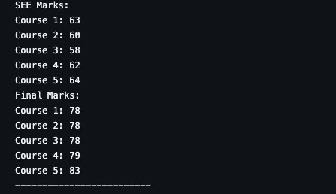 SEE Marks:
Course 1: 63
Course 2: 60
Course 3: 58
Course 4: 62
Course 5: 64
Final Marks:
Course 1: 78
Course 2: 78
Course 3: 78
Course 4: 79
Course 5: 83
-------------------------